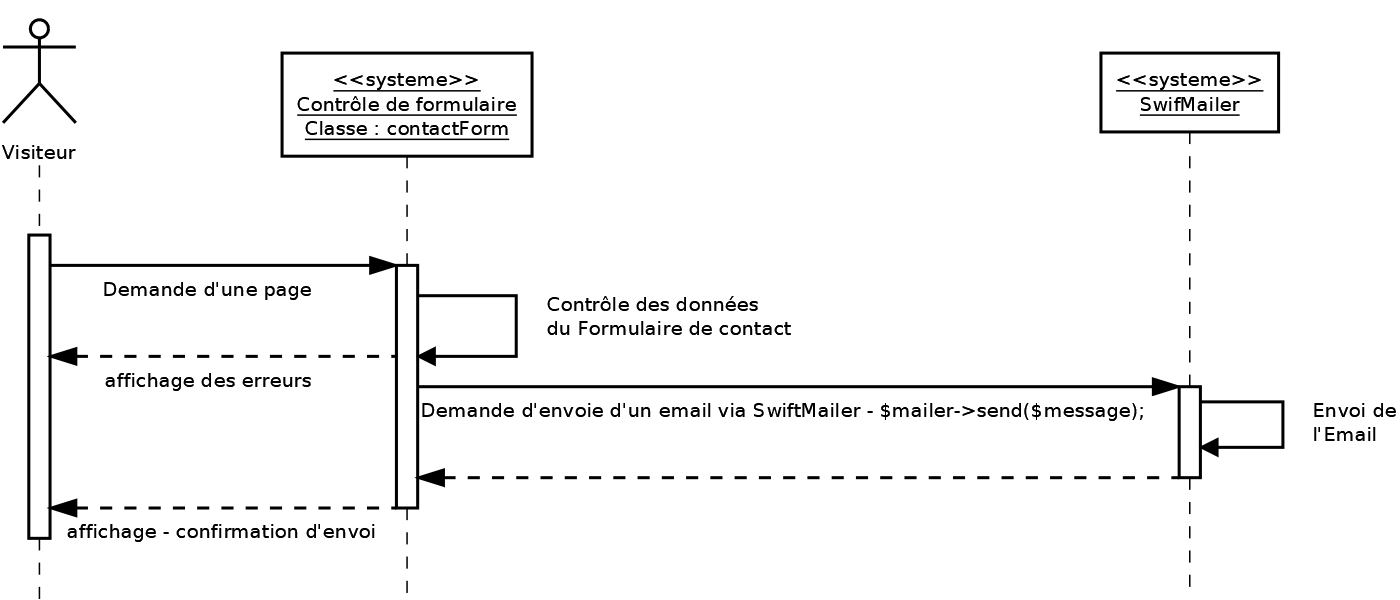 <<systeme>>
Contrôle de formulaire
Classe : contactForm
<<systeme>>
SwifMailer
Visiteur
Demande d'une page
Contrôle des données
du Formulaire de contact
affichage des erreurs
Demande d'envoie d'un email via SwiftMailer - $mailer->send($message);
Envoi de
l'Email
affichage - confirmation d'envoi